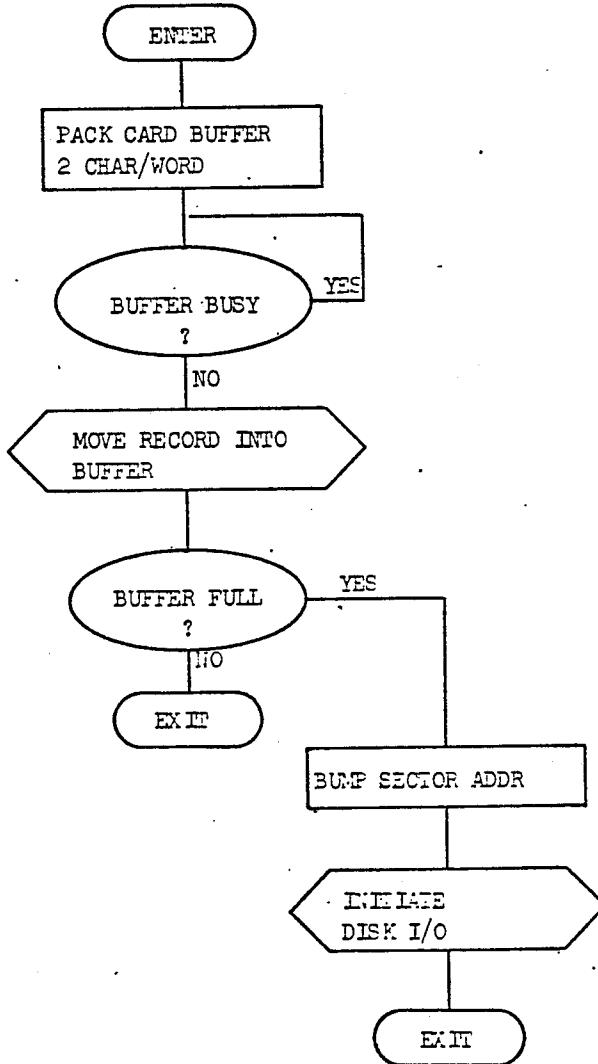 ENTER
PACK CARD BUFFER
2 CHAR/WORD
YES
BUFFER BUSY
?
NO
MOVE RECORD INTO
BUFFER
YES
BUFFER FULL
?
NO
EXIT
BUMP SECTOR ADDR
INITIATE
DISK I/O
EXIT